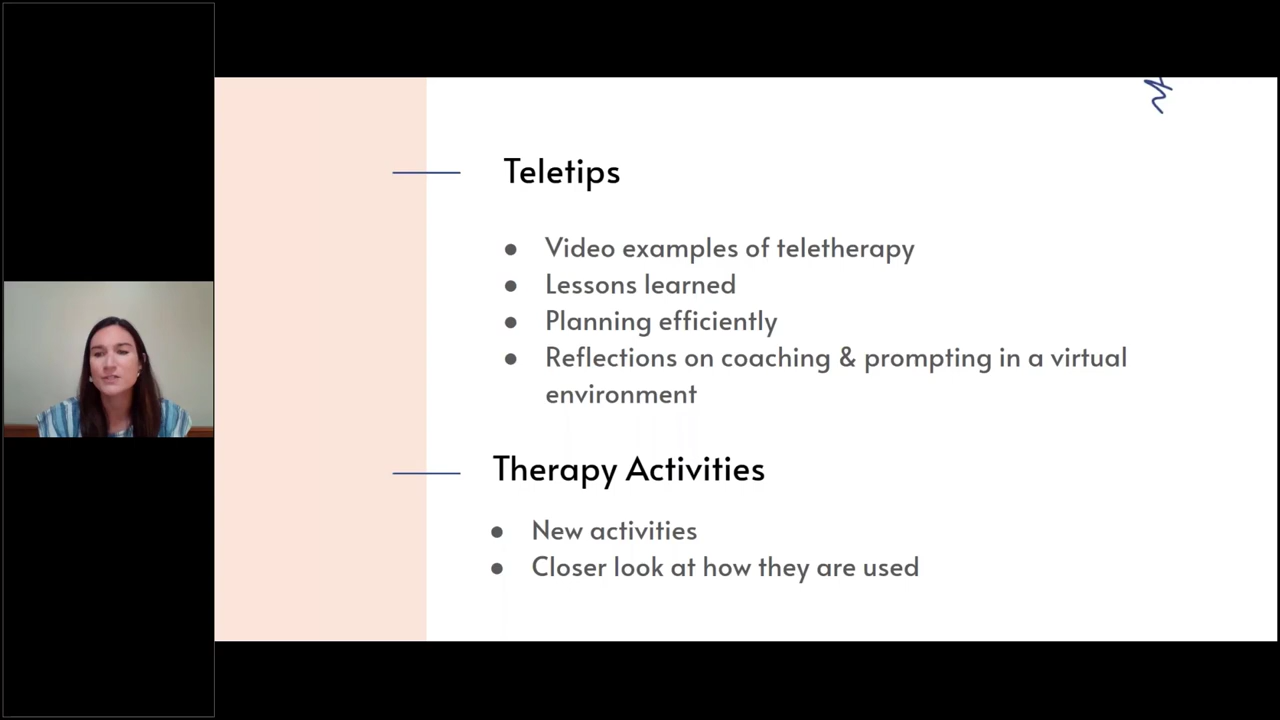 Teletips
● Video examples of teletherapy
● Lessons learned
● Planning efficiently
● Reflections on coaching & prompting in a virtual
environment
Therapy Activities
● New activities
● Closer look at how they are used